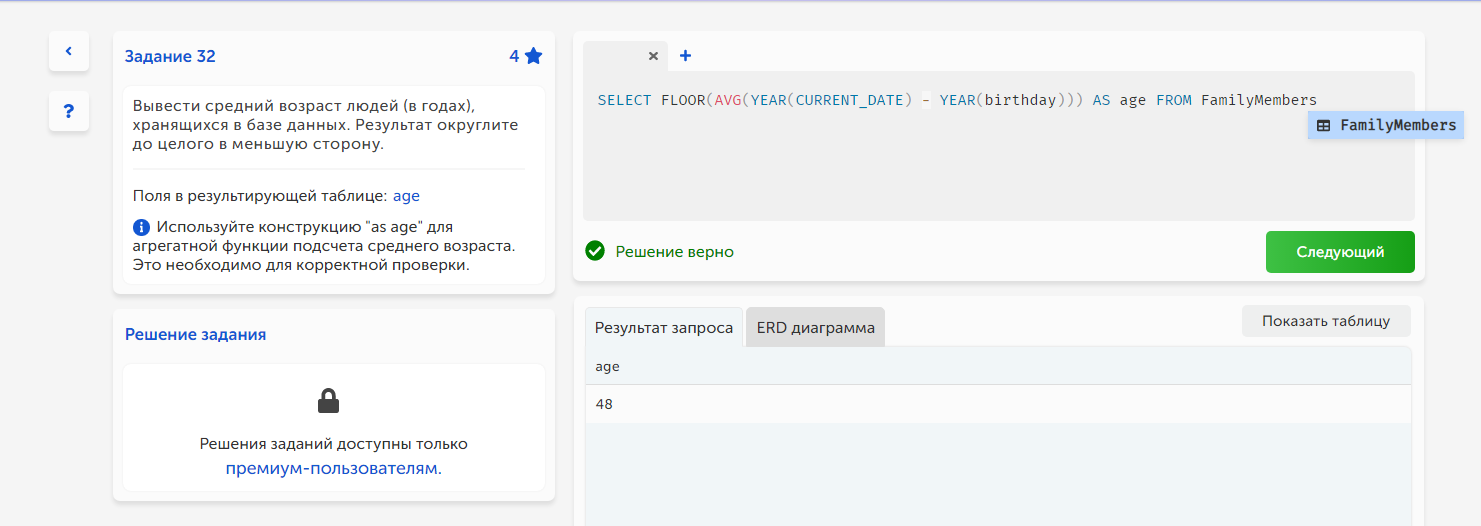 Задание 32
4
?
Вывести средний возраст людей (в годах),
хранящихся в базе данных. Результат округлите
до целого в меньшую сторону.
Поля в результирующей таблице: age
Используйте конструкцию "as age" для
агрегатной функции подсчета среднего возраста.
Это необходимо для корректной проверки.
Решение задания
Решения заданий доступны только
премиум-пользователям.
SELECT FLOOR(AVG(YEAR(CURRENT_DATE) - YEAR(birthday))) AS age FROM FamilyMembers
FamilyMembers
Решение верно
Следующий
Результат запроса
ERD диаграмма
Показать таблицу
age
48